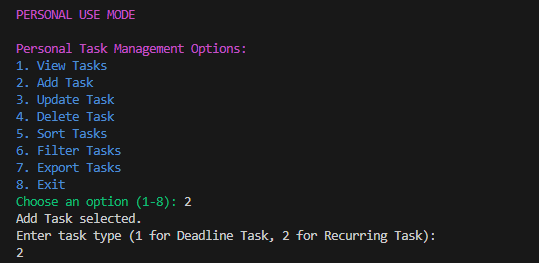 PERSONAL USE MODE
Personal Task Management Options:
1. View Tasks
2. Add Task
3. Update Task
4. Delete Task
5. Sort Tasks
6. Filter Tasks
7. Export Tasks
8. Exit
Choose an option (1-8): 2
Add Task selected.
Enter task type (1 for Deadline Task, 2 for Recurring Task):
2